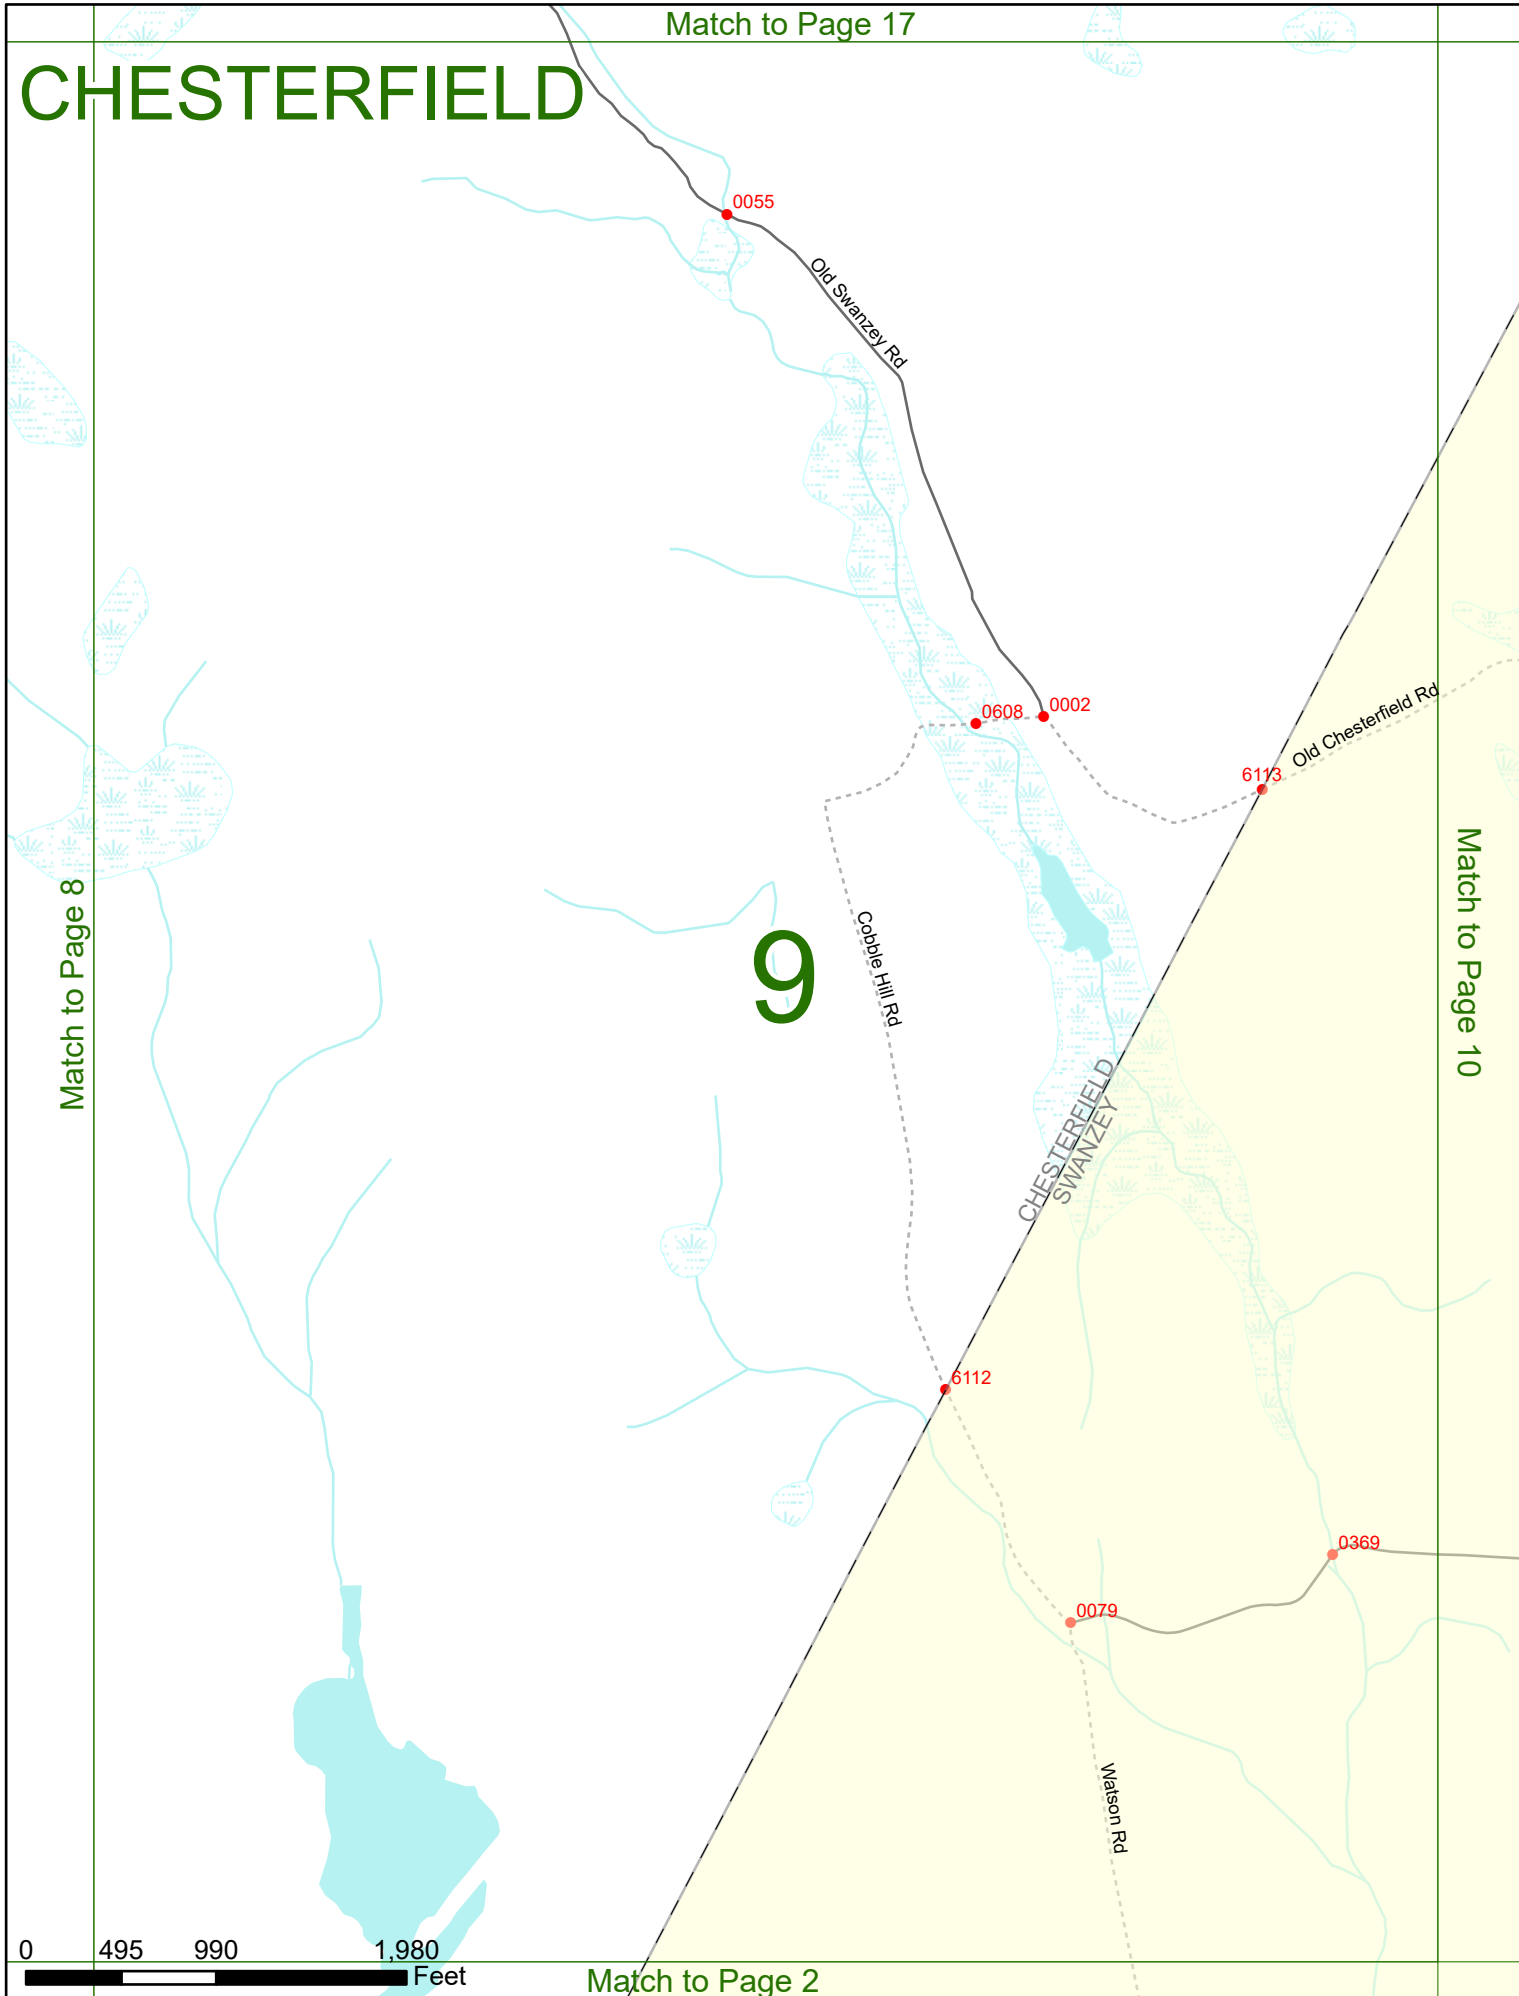 Match to Page 17
CHESTERFIELD
0055
Old Swanzey Rd
0608
0002
Old Chesterfield Rd
6113
Match to Page 8
9
Cobble Hill Rd
Match to Page 10
CHESTERFIELD
SWANZEY
6112
0369
0079
Watson Rd
0 495 990 1,980
Feet
Match to Page 2